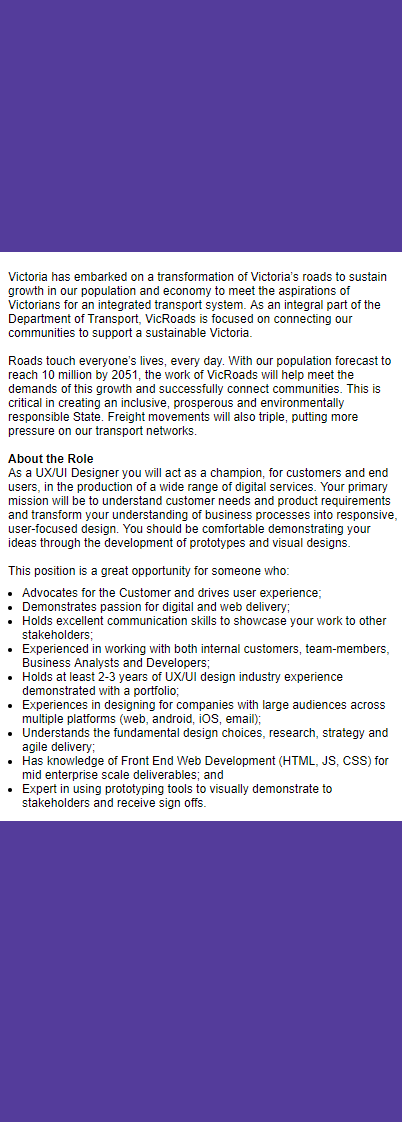 Victoria has embarked on a transformation of Victoria's roads to sustain
growth in our population and economy to meet the aspirations of
Victorians for an integrated transport system. As an integral part of the
Department of Transport, VicRoads is focused on connecting our
communities to support a sustainable Victoria.
Roads touch everyone's lives, every day. With our population forecast to
reach 10 million by 2051, the work of VicRoads will help meet the
demands of this growth and successfully connect communities. This is
critical in creating an inclusive, prosperous and environmentally
responsible State. Freight movements will also triple, putting more
pressure on our transport networks.
About the Role
As a UX/UI Designer you will act as a champion, for customers and end
users, in the production of a wide range of digital services. Your primary
mission will be to understand customer needs and product requirements
and transform your understanding of business processes into responsive,
user-focused design. You should be comfortable demonstrating your
ideas through the development of prototypes and visual designs.
This position is a great opportunity for someone who:
• Advocates for the Customer and drives user experience;
• Demonstrates passion for digital and web delivery;
• Holds excellent communication skills to showcase your work to other
stakeholders;
• Experienced in working with both internal customers, team-members,
Business Analysts and Developers;
• Holds at least 2-3 years of UX/UI design industry experience
demonstrated with a portfolio;
• Experiences in designing for companies with large audiences across
multiple platforms (web, android, iOS, email);
• Understands the fundamental design choices, research, strategy and
agile delivery;
• Has knowledge of Front End Web Development (HTML, JS, CSS) for
mid enterprise scale deliverables; and
• Expert in using prototyping tools to visually demonstrate to
stakeholders and receive sign offs.